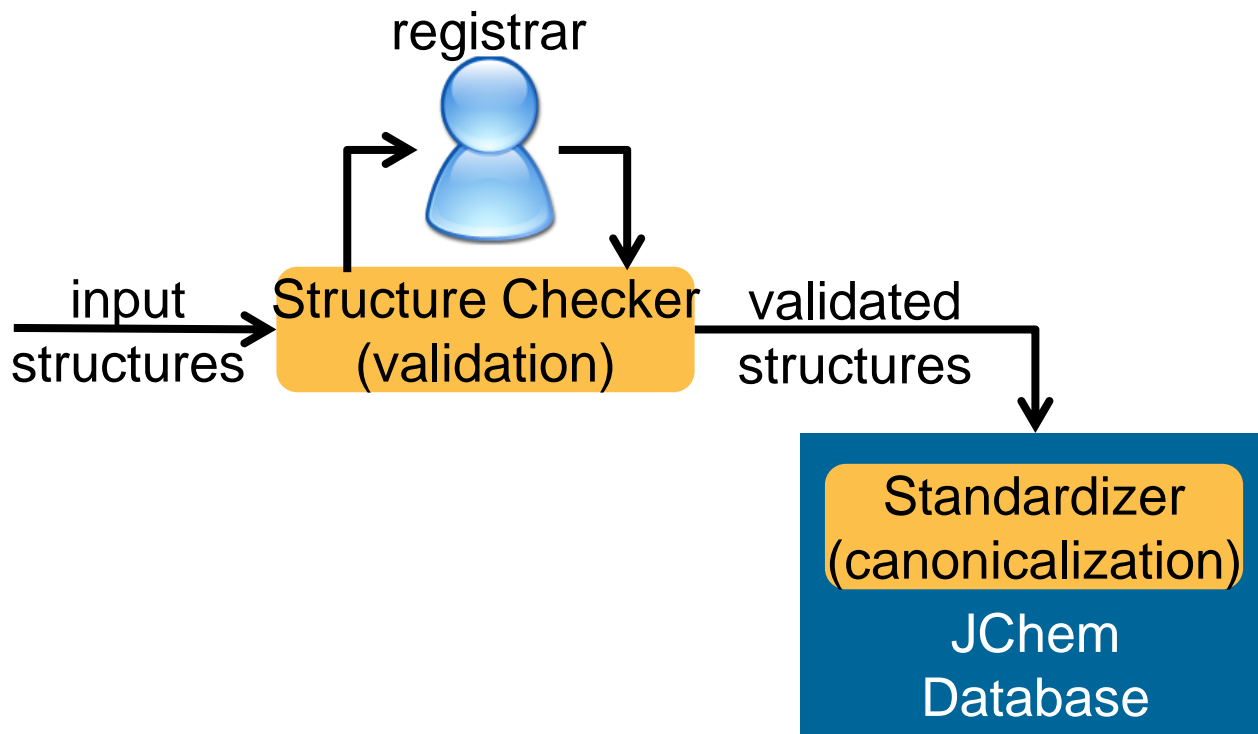 registrar
input
structures
Structure Checker
(validation)
validated
structures
Standardizer
(canonicalization)
JChem
Database